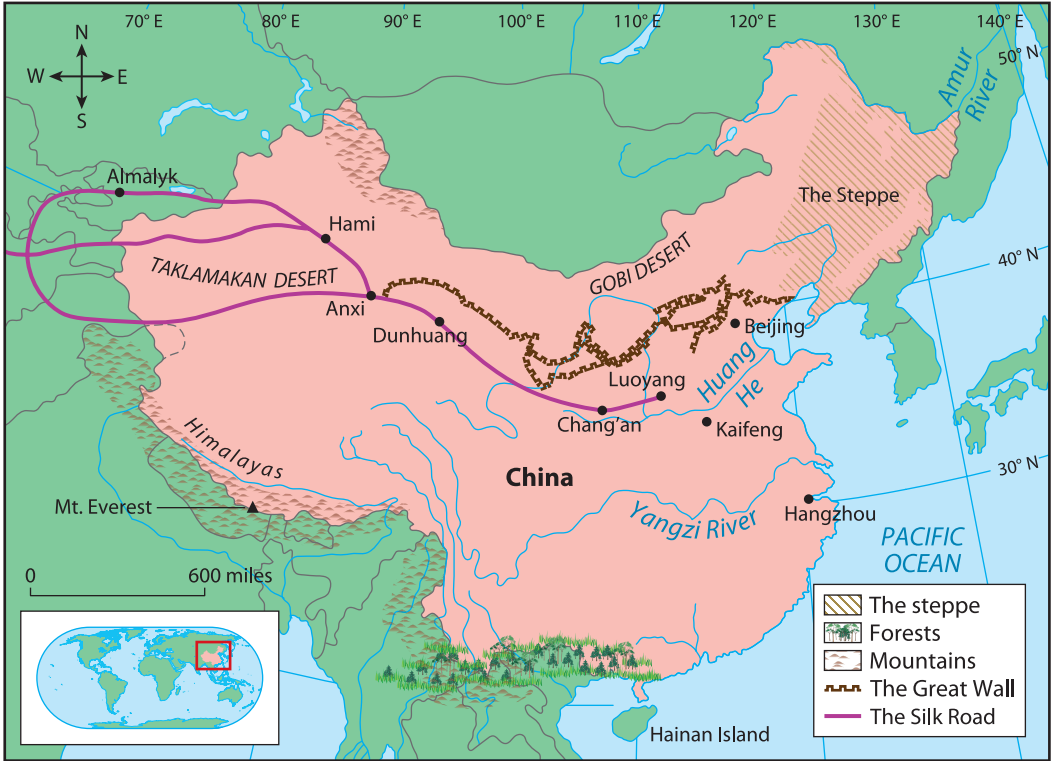 70° E
80° E
90° E
100° E
110° E
120° E
130° E
140° E
50° N
N
W
E
S
Amur
River
Almalyk
The Steppe
Hami
40° N
TAKLAMAKAN DESERT
GOBI DESERT
Anxi
Dunhuang
Beijing
Huang
He
Luoyang
Chang'an
Kaifeng
Himalayas
China
30° N
Mt. Everest
Yangzi River
Hangzhou
PACIFIC
OCEAN
0
600 miles
The steppe
Forests
Mountains
The Great Wall
The Silk Road
Hainan Island